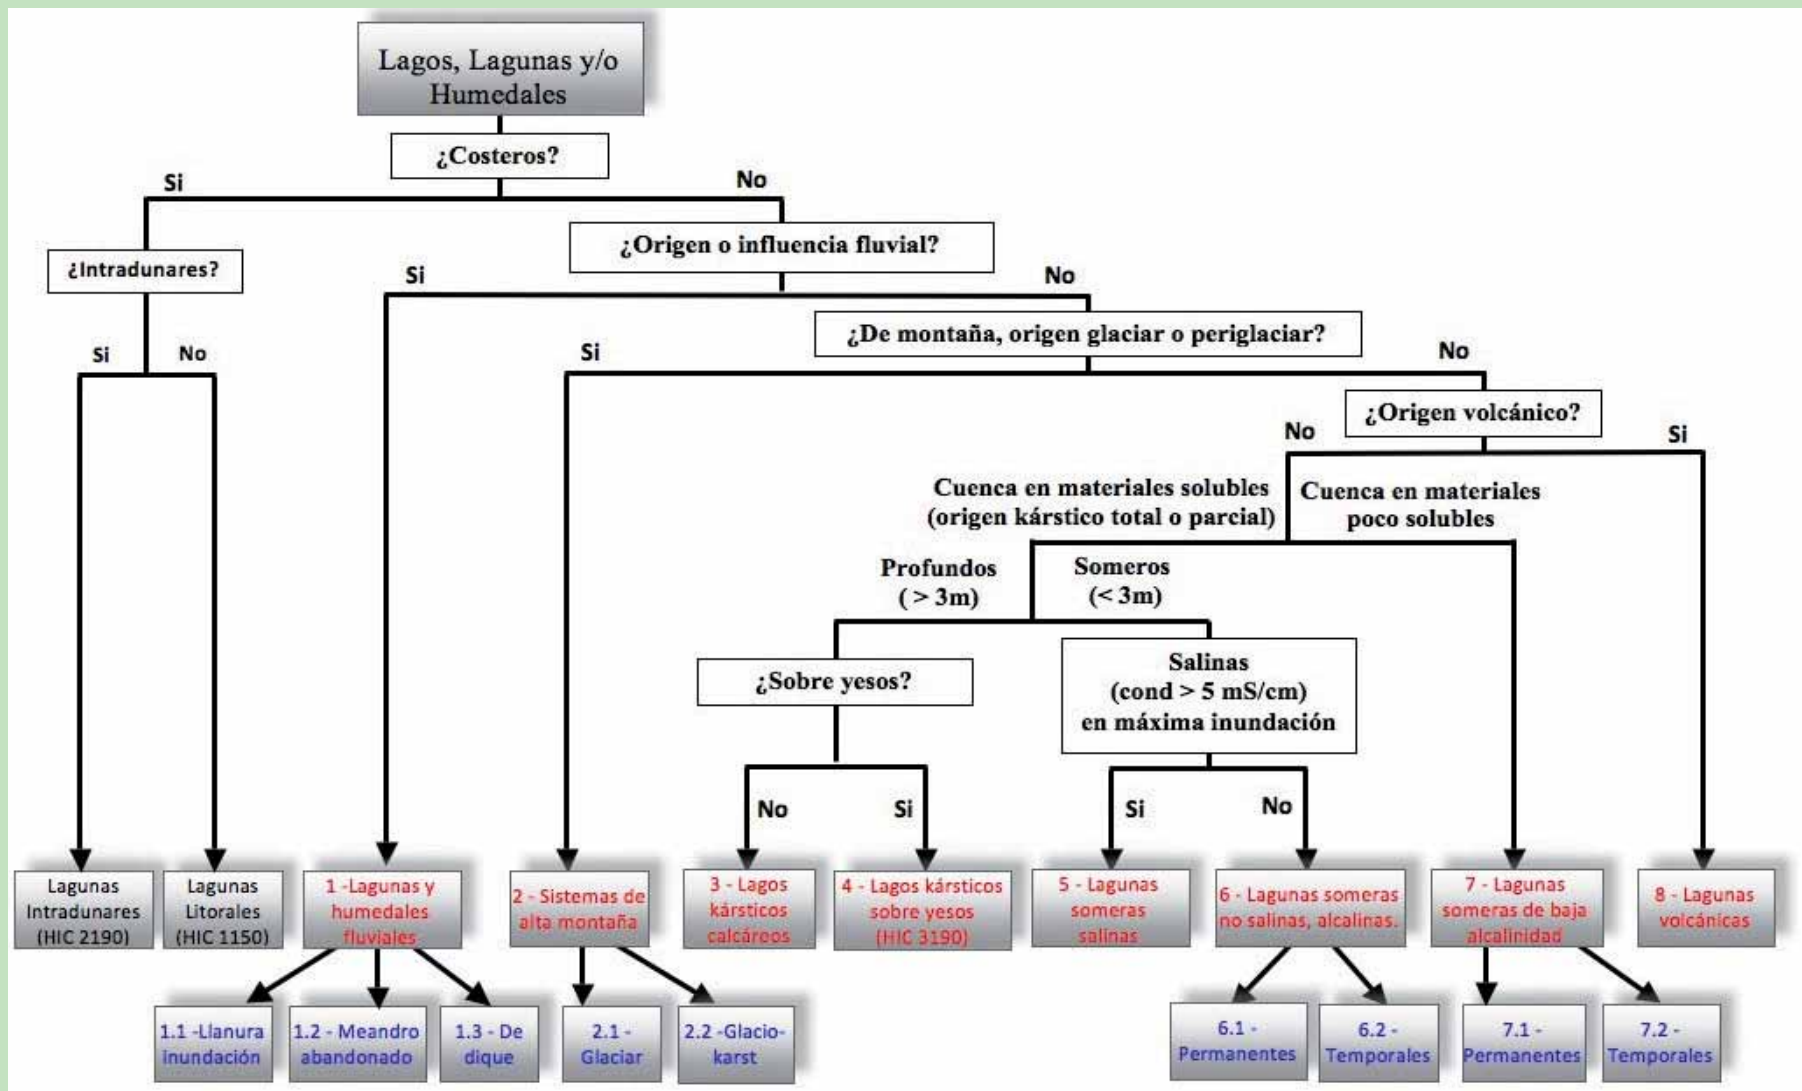 Lagos, Lagunas y/o
Humedales
¿Costeros?
Si
No
¿Origen o influencia fluvial?
¿Intradunares?
Si
No
¿De montaña, origen glaciar o periglaciar?
Si
No
Si
No
¿Origen volcánico?
No
Si
Cuenca en materiales solubles
(origen kárstico total o parcial)
Cuenca en materiales
poco solubles
Profundos
( > 3m)
Someros
(< 3m)
¿Sobre yesos?
Salinas
(cond > 5 mS/cm)
en máxima inundación
No
Si
Si
No
Lagunas
Intradunares
(HIC 2190)
Lagunas
Litorales
(HIC 1150)
1 -Lagunas y
humedales
fluviales
2 - Sistemas de
alta montaña
3 - Lagos
kársticos
calcáreos
4 - Lagos kársticos
sobre yesos
(HIC 3190)
5 - Lagunas
someras
salinas
6 - Lagunas someras
no salinas, alcalinas.
7 - Lagunas
someras de baja
alcalinidad
8 - Lagunas
volcánicas
1.1 -Llanura
inundación
1.2 - Meandro
abandonado
1.3 - De
dique
2.1 -
Glaciar
2.2 -Glacio-
karst
6.1 -
Permanentes
6.2 -
Temporales
7.1 -
Permanentes
7.2 -
Temporales